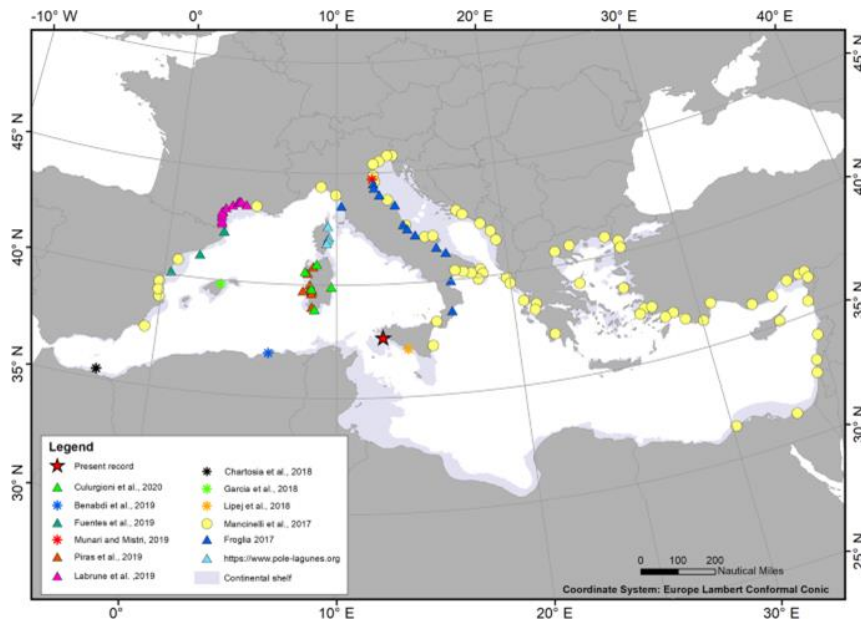 -10° W 0° 10° E 20° E 30° E 40° E
45° N
45° N
40° N
40° N
35° N
35° N
30° N
30° N
25° N
Legend
Present record
Culurgioni et al., 2020
Benabdi et al., 2019
Fuentes et al., 2019
Munari and Mistri, 2019
Piras et al., 2019
Labrune et al. ,2019
Chartosia et al., 2018
Garcia et al., 2018
Lipej et al., 2018
Mancinelli et al., 2017
Froglia 2017
https://www.pole-lagunes.org
Continental shelf
0 100 200
Nautical Miles
Coordinate System: Europe Lambert Conformal Conic
0° 10° E 20° E 30° E